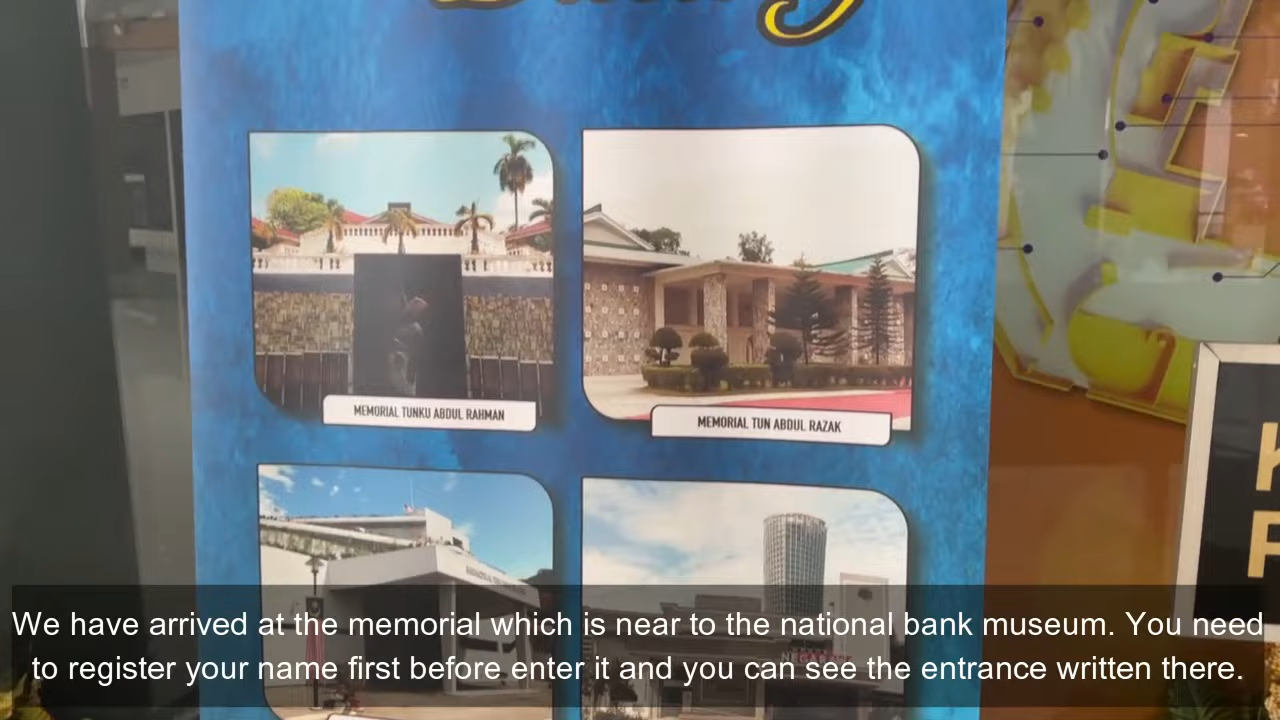 MEMORIAL TUNKU ABDUL RAHMAN
MEMORIAL TUN ABDUL RAZAK
We have arrived at the memorial which is near to the national bank museum. You need
to register your name first before enter it and you can see the entrance written there.